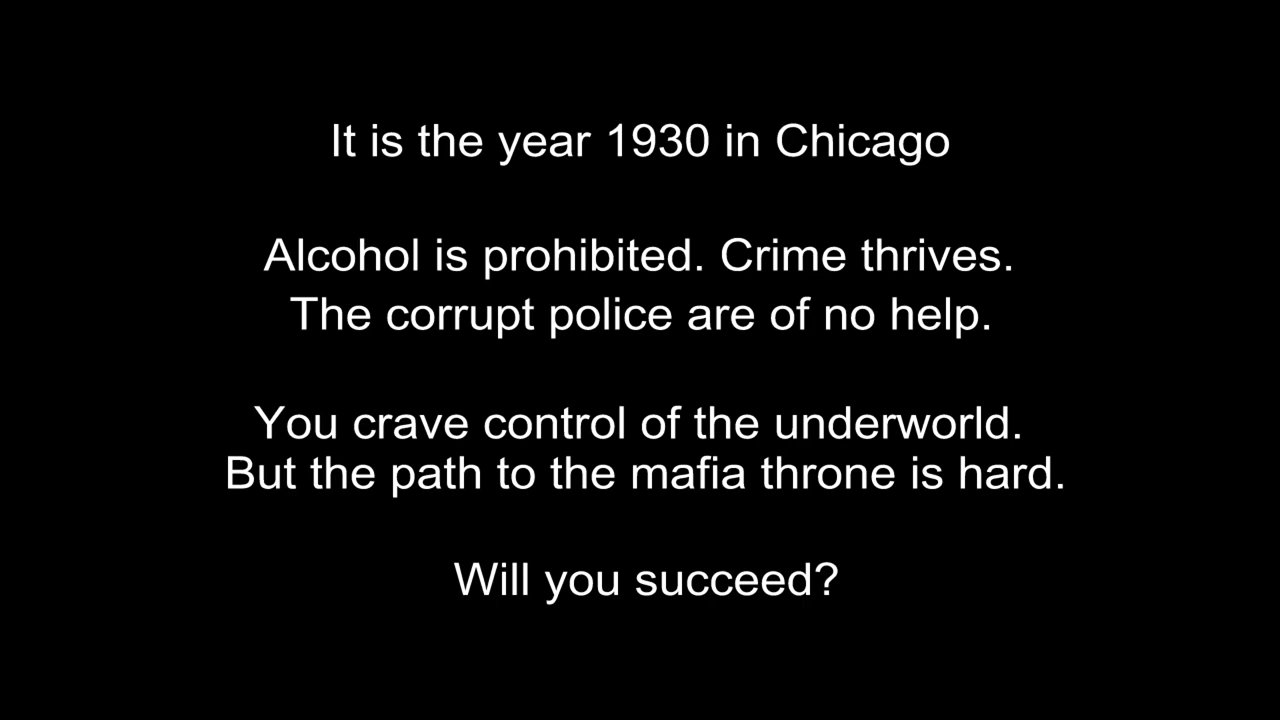 It is the year 1930 in Chicago
Alcohol is prohibited. Crime thrives.
The corrupt police are of no help.
You crave control of the underworld.
But the path to the mafia throne is hard.
Will you succeed?